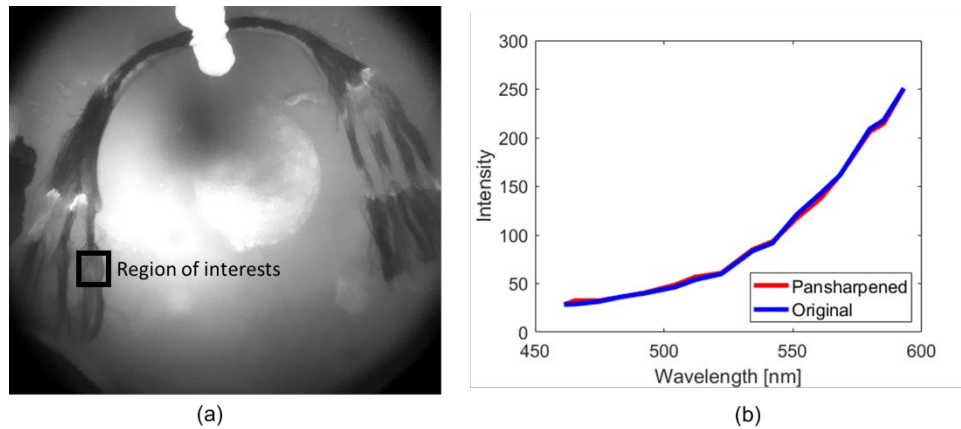 Region of interests
(a)
300
250
200
150
100
50
0
Intensity
Pansharpened
Original
450
500
550
600
Wavelength [nm]
(b)